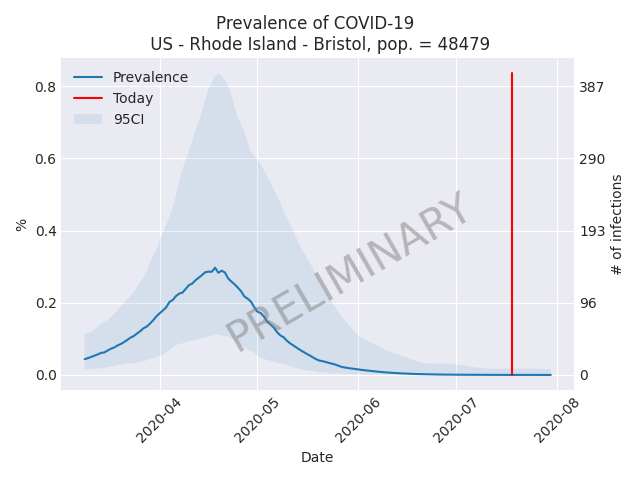 Prevalence of COVID-19
US - Rhode Island - Bristol, pop. = 48479
Prevalence
Today
95CI
PRELIMINARY
%
0.8
0.6
0.4
0.2
0.0
387
290
193
96
0
# of infections
2020-04
2020-05
2020-06
2020-07
2020-08
Date